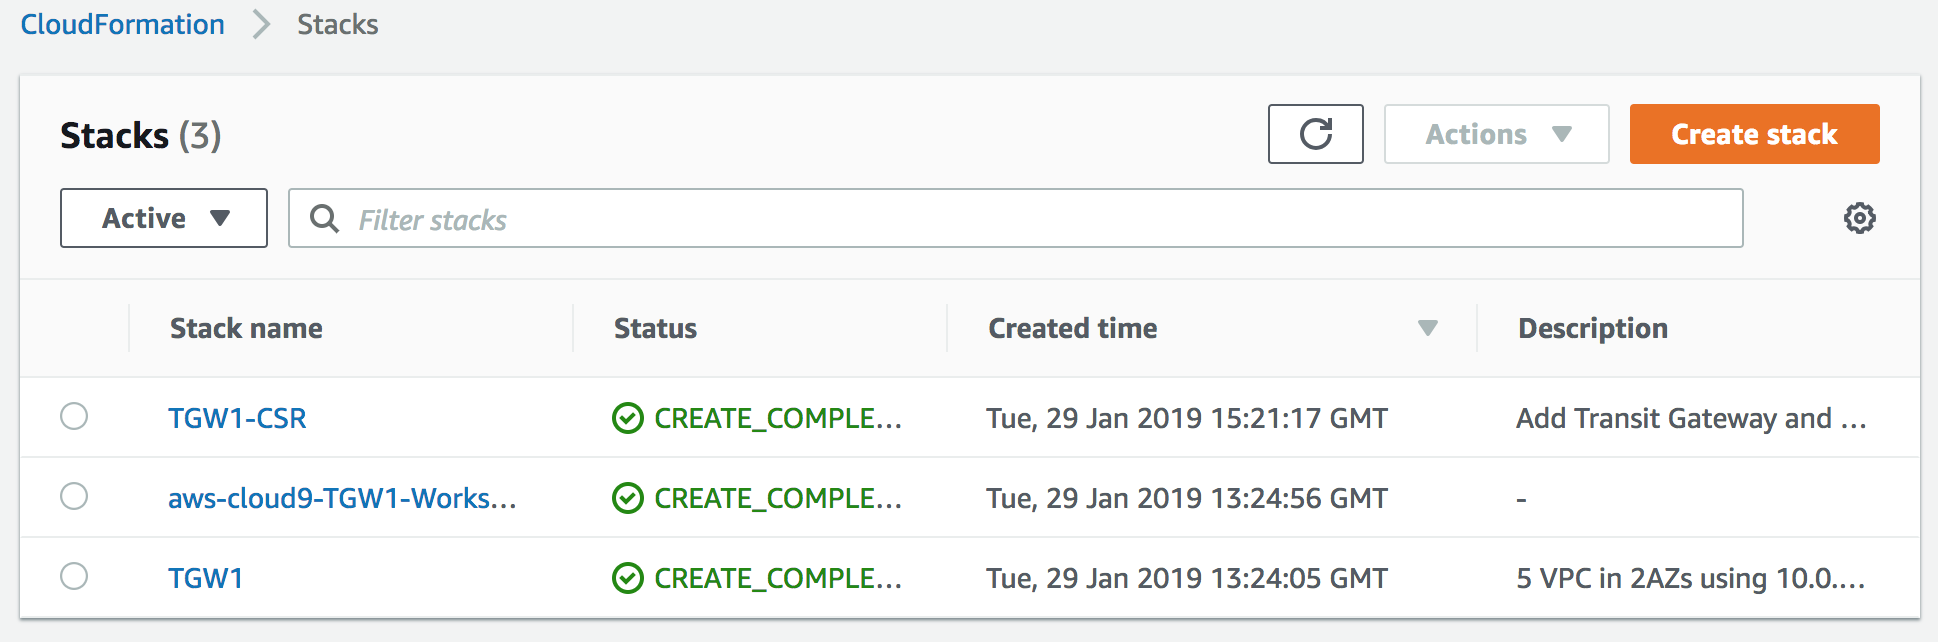 CloudFormation > Stacks
Stacks (3)
Actions
Create stack
Active
Filter stacks
Stack name Status Created time Description
TGW1-CSR CREATE_COMPLE... Tue, 29 Jan 2019 15:21:17 GMT Add Transit Gateway and ...
aws-cloud9-TGW1-Works... CREATE_COMPLE... Tue, 29 Jan 2019 13:24:56 GMT -
TGW1 CREATE_COMPLE... Tue, 29 Jan 2019 13:24:05 GMT 5 VPC in 2AZs using 10.0....